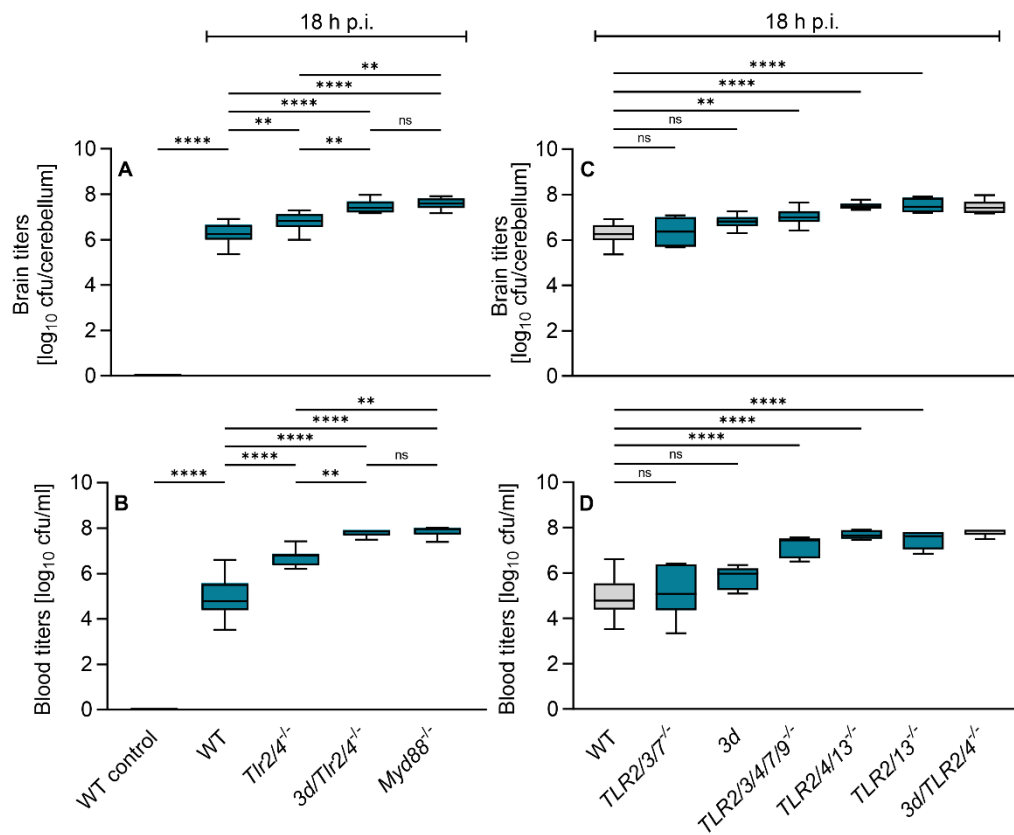 18 h p.i.
**
****
****
ns
**
**
****
A
10
8
6
4
2
0
Brain titers
[log₁₀ cfu/cerebellum]
18 h p.i.
****
****
**
ns
ns
C
10
8
6
4
2
0
Brain titers
[log₁₀ cfu/cerebellum]
**
****
****
ns
****
**
****
B
10
8
6
4
2
0
Blood titers [log₁₀ cfu/ml]
WT control
WT
Tlr2/4⁻/⁻
3d/Tlr2/4⁻/⁻
Myd88⁻/⁻
****
****
****
ns
ns
D
10
8
6
4
2
0
Blood titers [log₁₀ cfu/ml]
WT
TLR2/3/7⁻/⁻
3d
TLR2/3/4/7/9⁻/⁻
TLR2/4/13⁻/⁻
TLR2/13⁻/⁻
3d/TLR2/4⁻/⁻